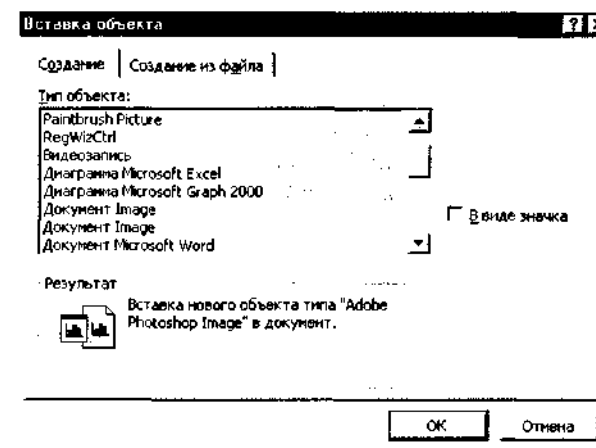 Вставка объекта
Создание Создание из файла
Тип объекта:
Paintbrush Picture
RegWizCtrl
Видеозапись
Диаграмма Microsoft Excel
Диаграмма Microsoft Graph 2000
Документ Image
Документ Image
Документ Microsoft Word
В виде значка
Результат
Вставка нового объекта типа "Adobe
Photoshop Image" в документ.
ОК Отмена